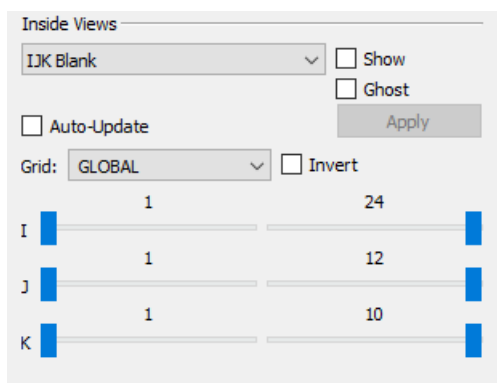 Inside Views
IJK Blank
Show
Ghost
Auto-Update
Apply
Grid: GLOBAL
Invert
1 24
I
1 12
J
1 10
K